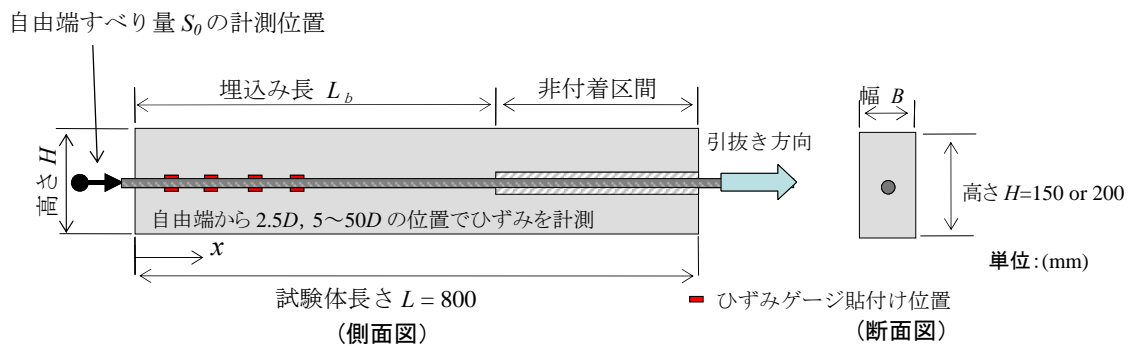 自由端すべり量 S0 の計測位置
埋込み長 Lb
非付着区間
幅 B
引抜き方向
高さ H
高さ H=150 or 200
自由端から 2.5D, 5～50D の位置でひずみを計測
x
単位:(mm)
試験体長さ L = 800
ひずみゲージ貼付け位置
(側面図)
(断面図)